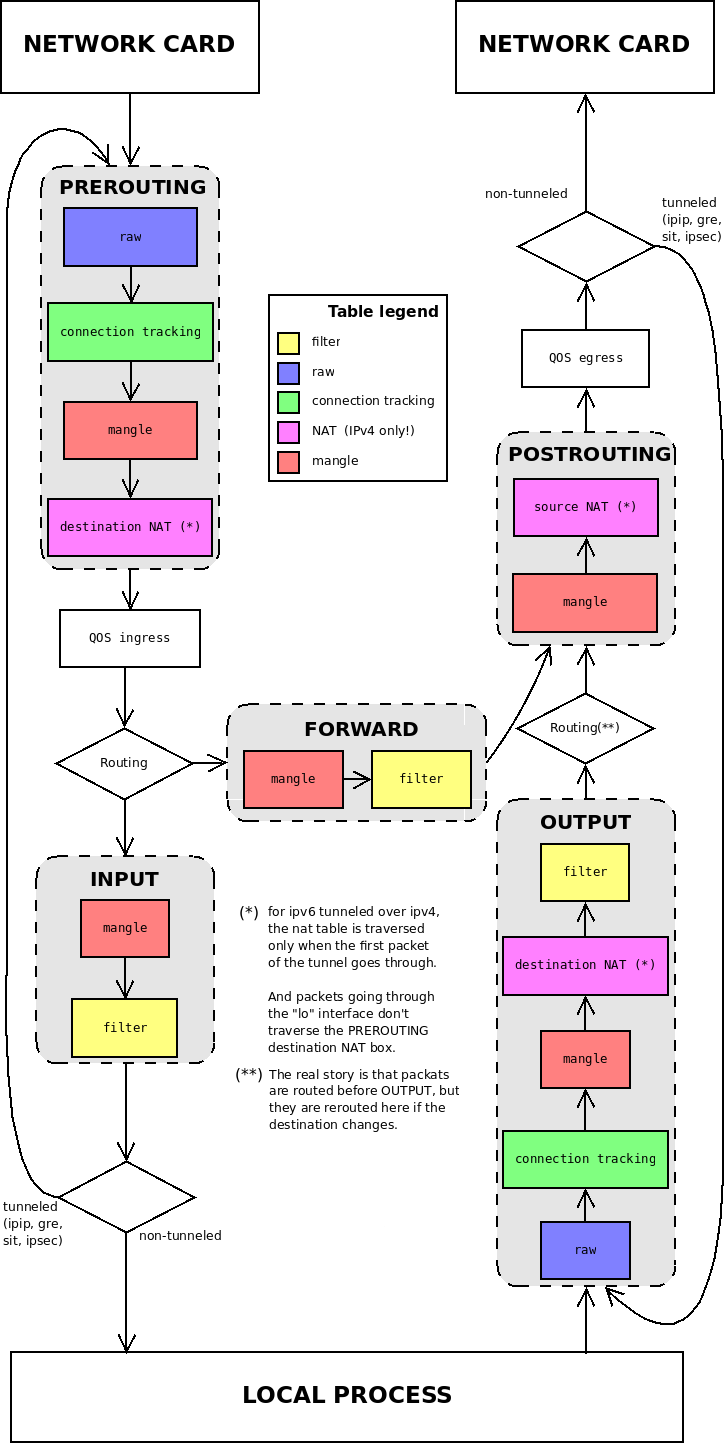 NETWORK CARD
NETWORK CARD
PREROUTING
raw
connection tracking
mangle
destination NAT (*)
QOS ingress
Routing
INPUT
mangle
filter
tunneled
(ipip, gre,
sit, ipsec)
non-tunneled
FORWARD
mangle
filter
Table legend
filter
raw
connection tracking
NAT (IPv4 only!)
mangle
non-tunneled
tunneled
(ipip, gre,
sit, ipsec)
QOS egress
POSTROUTING
source NAT (*)
mangle
Routing(**)
OUTPUT
filter
destination NAT (*)
mangle
connection tracking
raw
(*) for ipv6 tunneled over ipv4,
the nat table is traversed
only when the first packet
of the tunnel goes through.
And packets going through
the "lo" interface don't
traverse the PREROUTING
destination NAT box.
(**) The real story is that packats
are routed before OUTPUT, but
they are rerouted here if the
destination changes.
LOCAL PROCESS